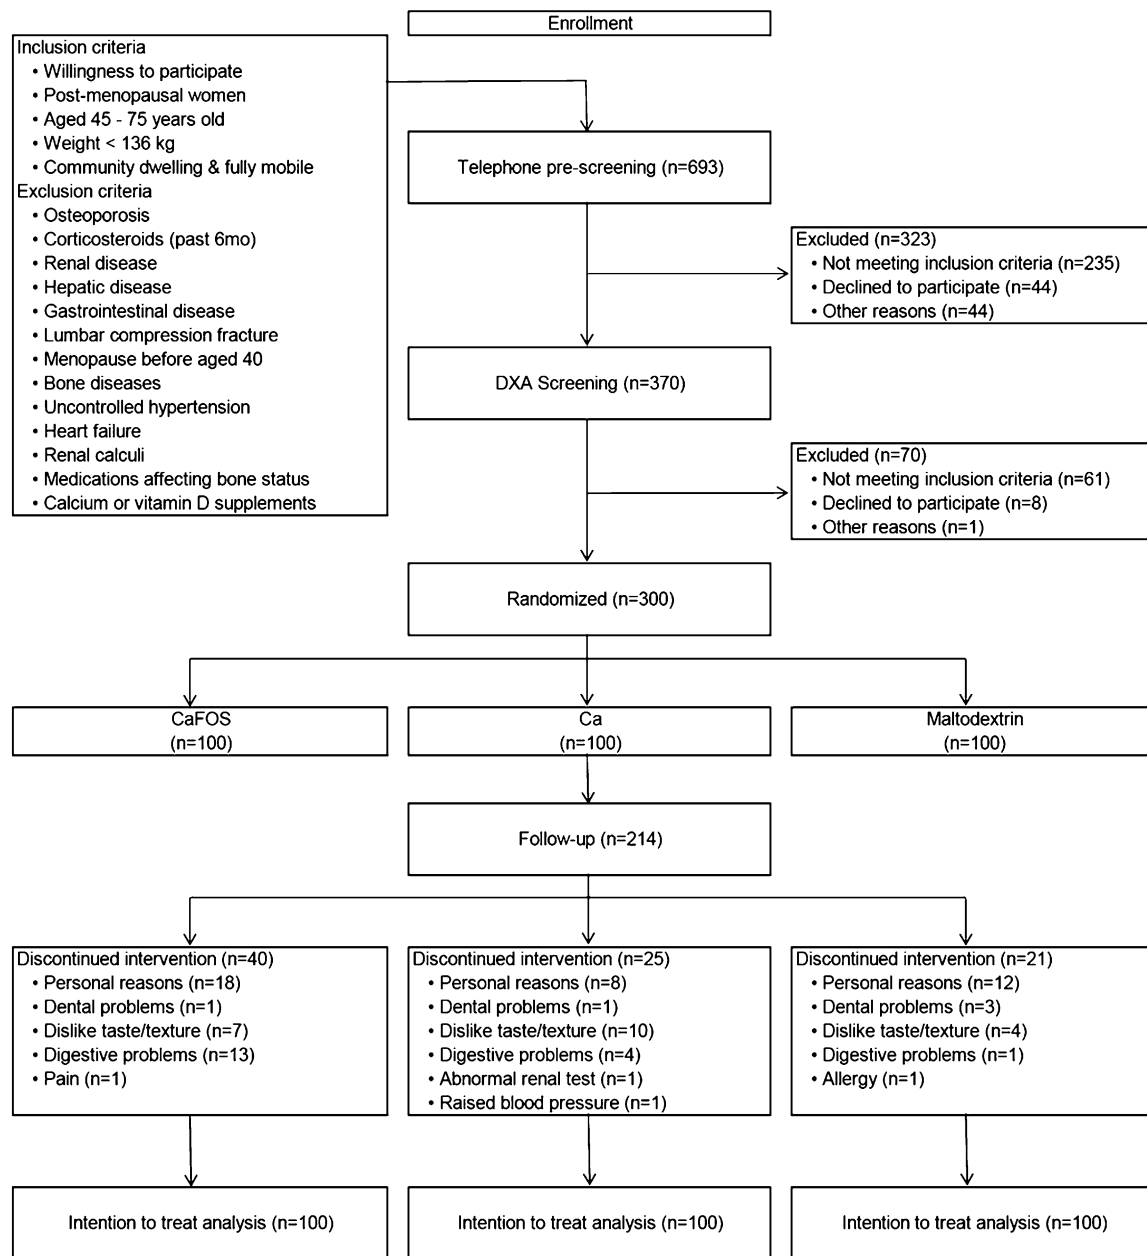 Enrollment
Inclusion criteria
• Willingness to participate
• Post-menopausal women
• Aged 45 - 75 years old
• Weight < 136 kg
• Community dwelling & fully mobile
Exclusion criteria
• Osteoporosis
• Corticosteroids (past 6mo)
• Renal disease
• Hepatic disease
• Gastrointestinal disease
• Lumbar compression fracture
• Menopause before aged 40
• Bone diseases
• Uncontrolled hypertension
• Heart failure
• Renal calculi
• Medications affecting bone status
• Calcium or vitamin D supplements
Telephone pre-screening (n=693)
Excluded (n=323)
• Not meeting inclusion criteria (n=235)
• Declined to participate (n=44)
• Other reasons (n=44)
DXA Screening (n=370)
Excluded (n=70)
• Not meeting inclusion criteria (n=61)
• Declined to participate (n=8)
• Other reasons (n=1)
Randomized (n=300)
CaFOS
(n=100)
Ca
(n=100)
Maltodextrin
(n=100)
Follow-up (n=214)
Discontinued intervention (n=40)
• Personal reasons (n=18)
• Dental problems (n=1)
• Dislike taste/texture (n=7)
• Digestive problems (n=13)
• Pain (n=1)
Discontinued intervention (n=25)
• Personal reasons (n=8)
• Dental problems (n=1)
• Dislike taste/texture (n=10)
• Digestive problems (n=4)
• Abnormal renal test (n=1)
• Raised blood pressure (n=1)
Discontinued intervention (n=21)
• Personal reasons (n=12)
• Dental problems (n=3)
• Dislike taste/texture (n=4)
• Digestive problems (n=1)
• Allergy (n=1)
Intention to treat analysis (n=100)
Intention to treat analysis (n=100)
Intention to treat analysis (n=100)